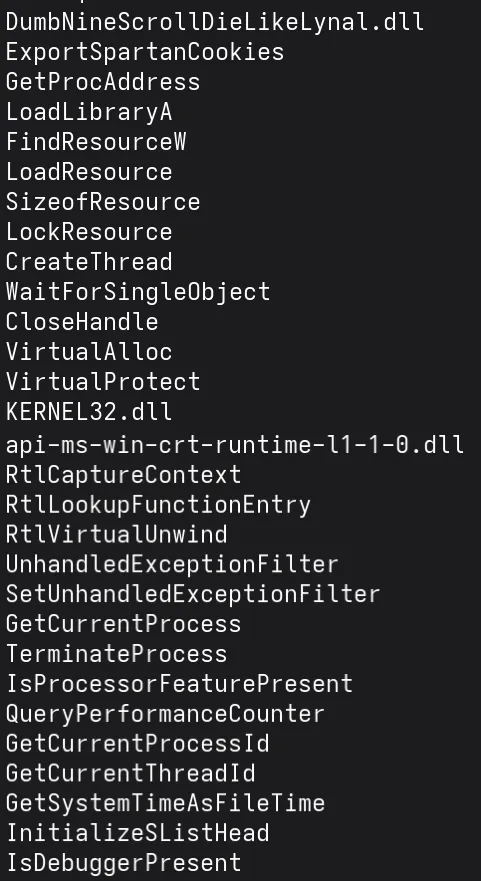 DumbNineScrollDieLikeLynal.dll
ExportSpartanCookies
GetProcAddress
LoadLibraryA
FindResourceW
LoadResource
SizeofResource
LockResource
CreateThread
WaitForSingleObject
CloseHandle
VirtualAlloc
VirtualProtect
KERNEL32.dll
api-ms-win-crt-runtime-l1-1-0.dll
RtlCaptureContext
RtlLookupFunctionEntry
RtlVirtualUnwind
UnhandledExceptionFilter
SetUnhandledExceptionFilter
GetCurrentProcess
TerminateProcess
IsProcessorFeaturePresent
QueryPerformanceCounter
GetCurrentProcessId
GetCurrentThreadId
GetSystemTimeAsFileTime
InitializeSListHead
IsDebuggerPresent